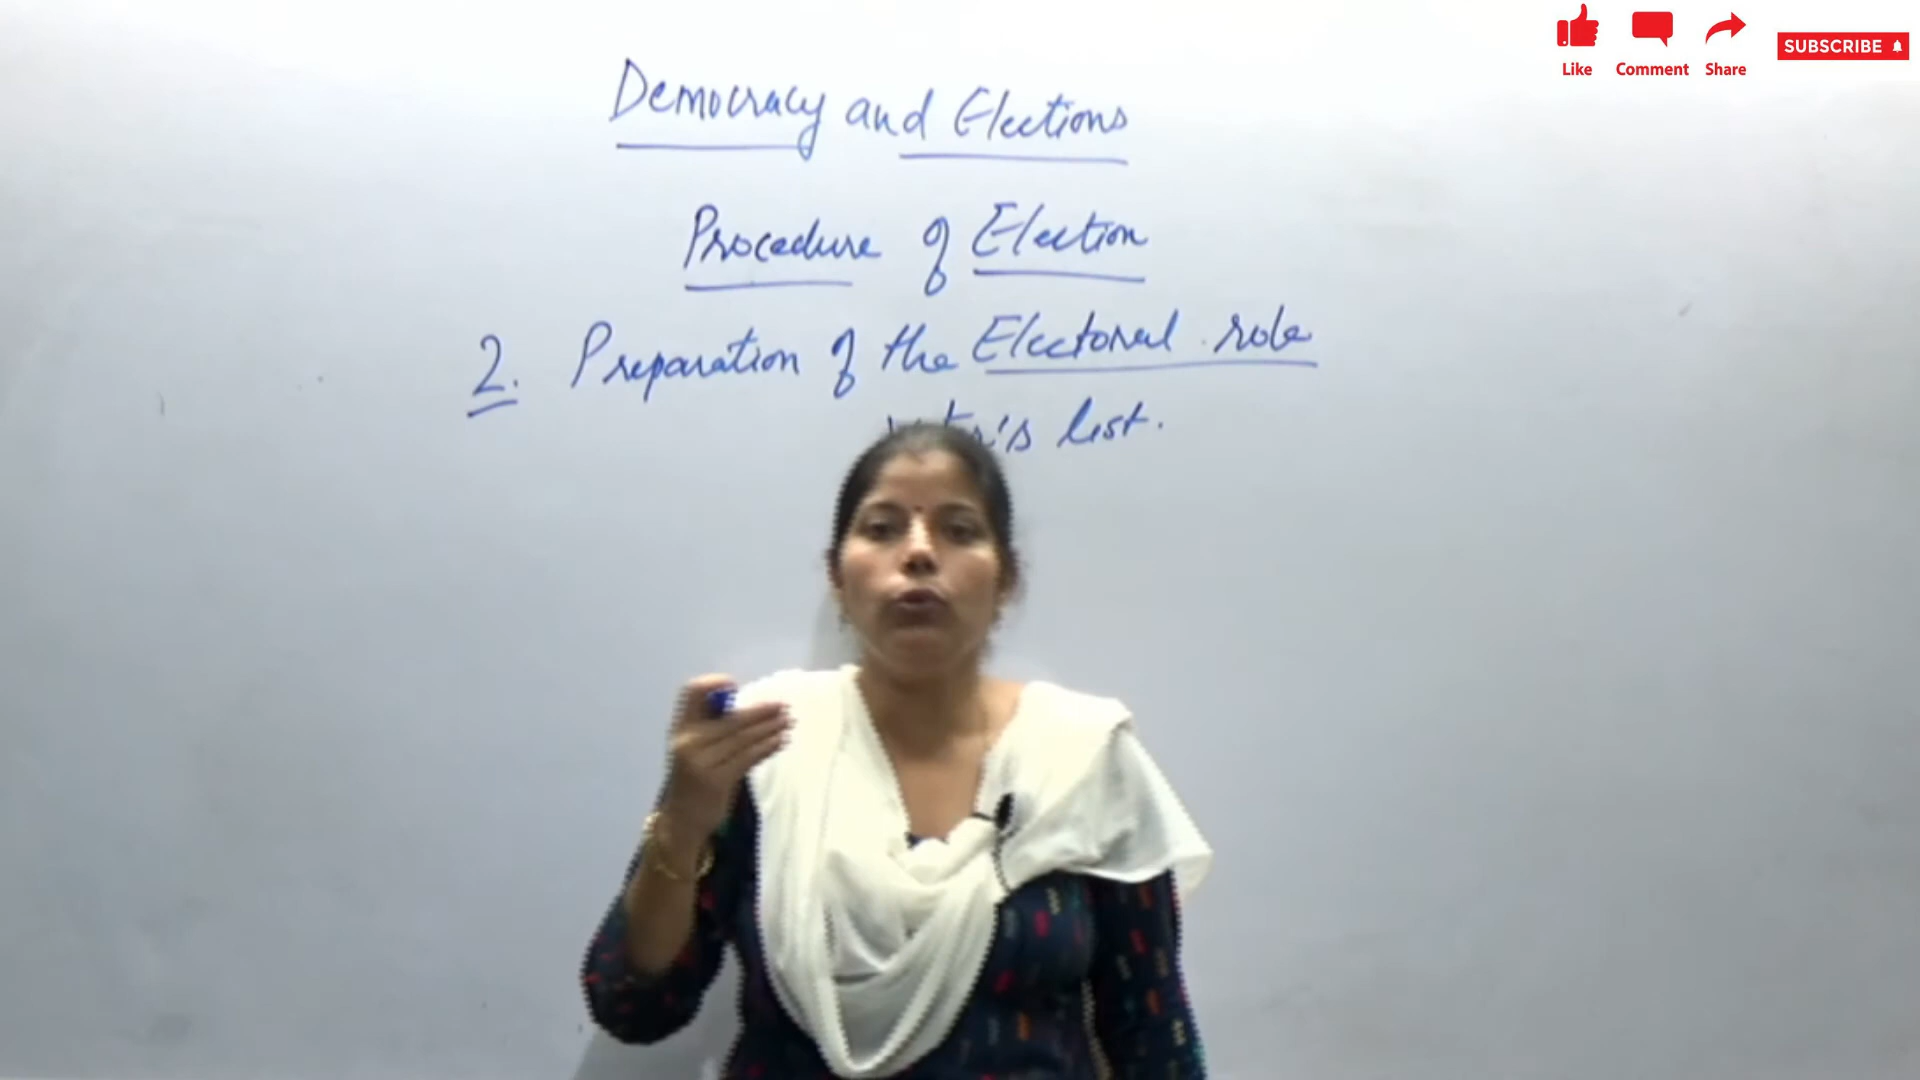 Like Comment Share SUBSCRIBE
Democracy and Elections
Procedure of Election
2. Preparation of the Electoral role
list.